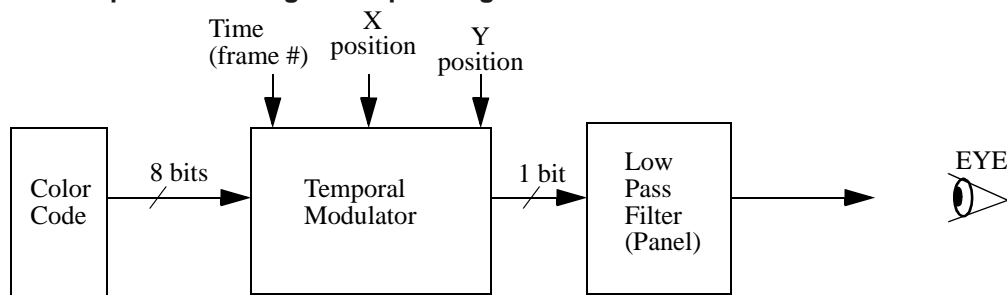 Time
(frame #)
X
position
Y
position
Color
Code
8 bits
Temporal
Modulator
1 bit
Low
Pass
Filter
(Panel)
EYE